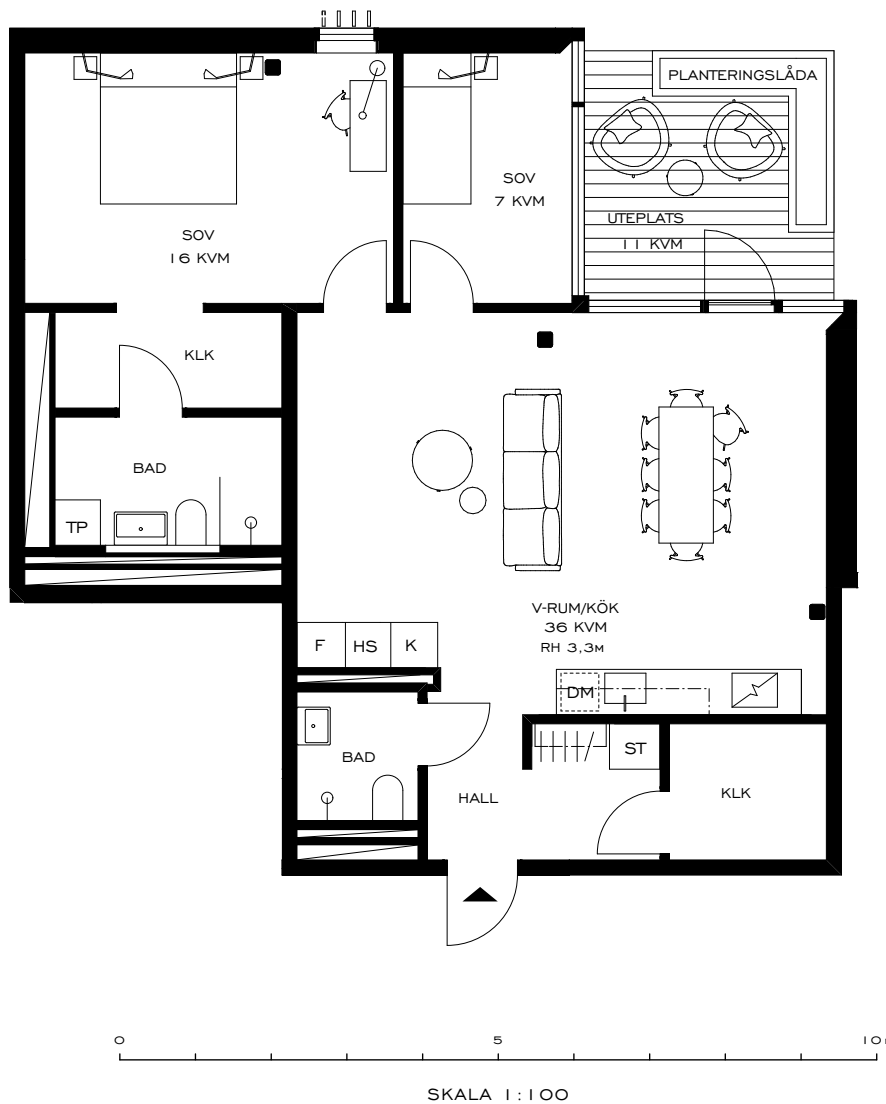 PLANTERINGSLÅDA
SOV
7 KVM
UTEPLATS
11 KVM
SOV
16 KVM
KLK
BAD
TP
V-RUM/KÖK
36 KVM
RH 3,3M
F
HS
K
DM
BAD
ST
HALL
KLK
0
5
10
SKALA 1:100